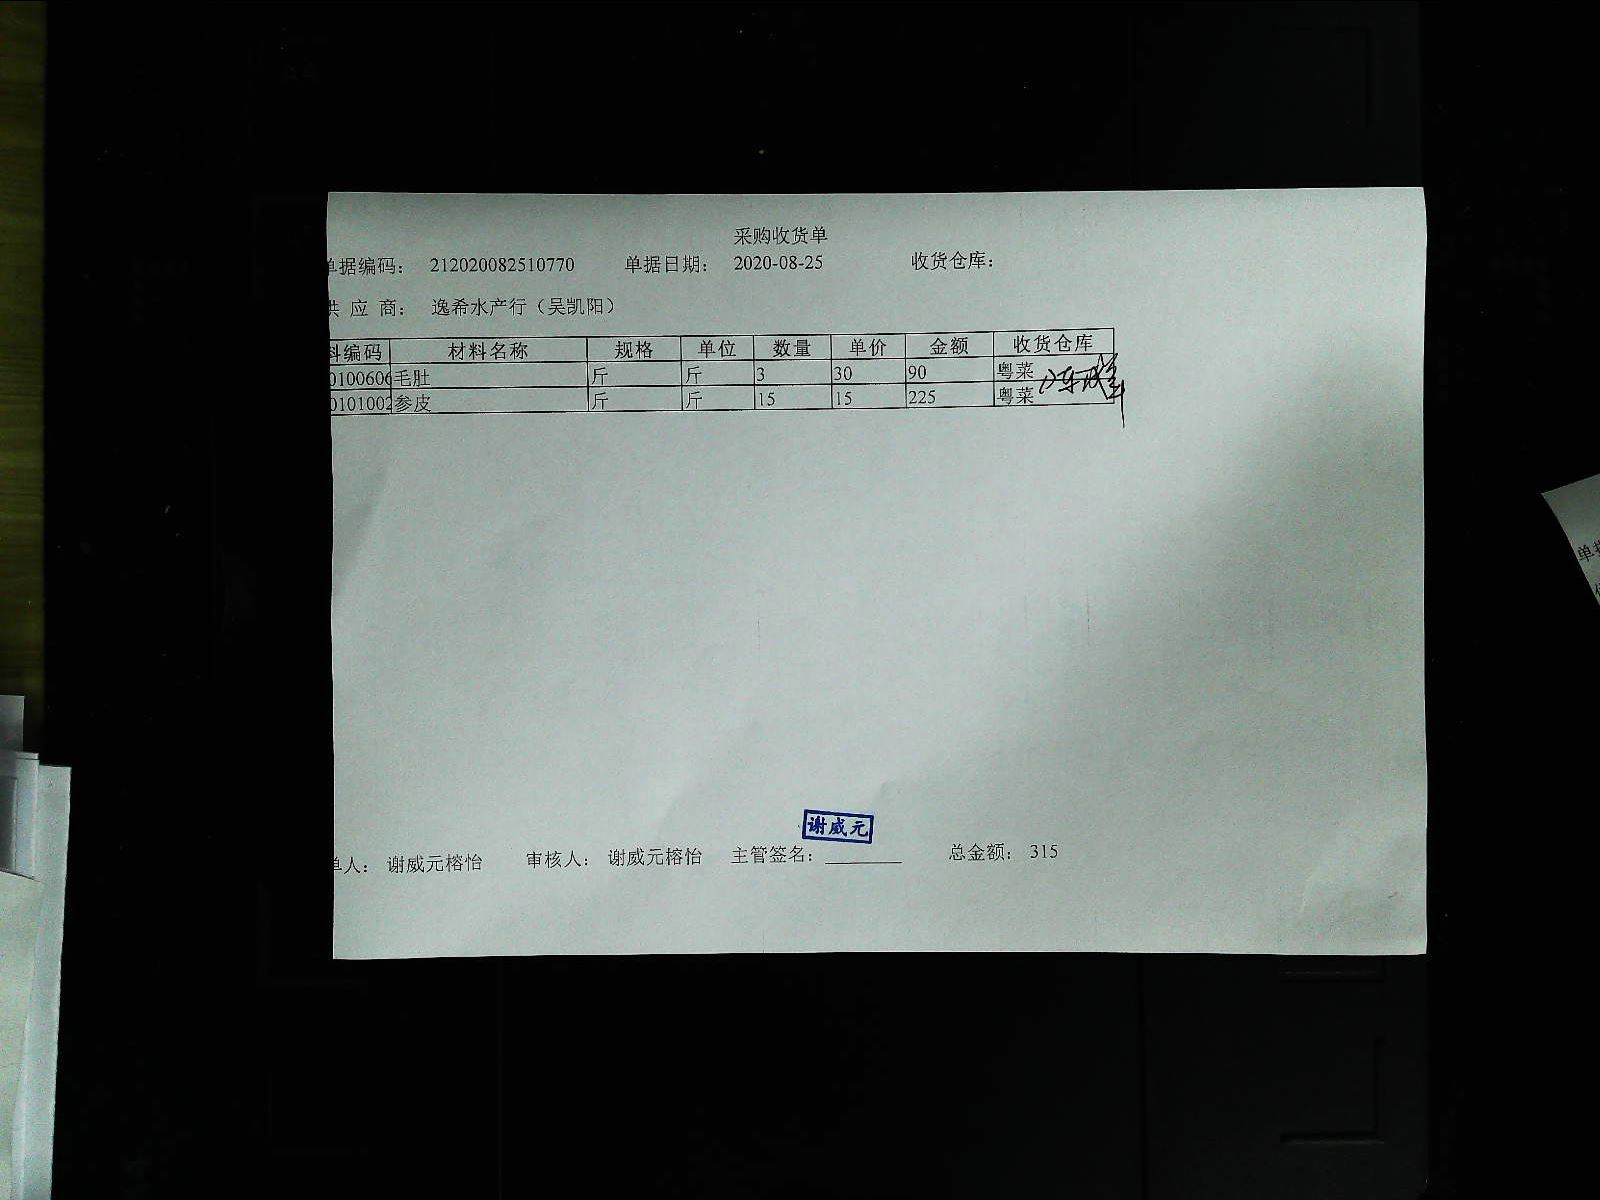 采购收货单
单据编码： 212020082510770 单据日期： 2020-08-25 收货仓库：
供 应 商： 逸希水产行（吴凯阳）
料编码 材料名称 规格 单位 数量 单价 金额 收货仓库
0100606 毛肚 斤 斤 3 30 90 粤菜
0101002 参皮 斤 斤 15 15 225 粤菜
谢威元
单人： 谢威元榕怡 审核人： 谢威元榕怡 主管签名：________ 总金额： 315
单据